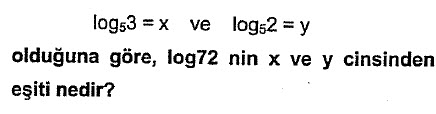 log₅3 = x ve log₅2 = y
olduğuna göre, log72 nin x ve y cinsinden
eşiti nedir?